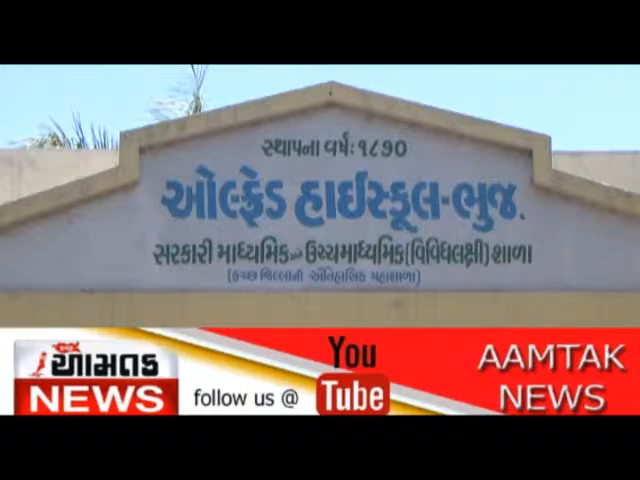 સ્થાપના વર્ષ: ૧૮૭૦
ઓલ્ફ્રેડ હાઈસ્કૂલ-ભુજ.
સરકારી માધ્યમિક અને ઉચ્ચમાધ્યમિક(વિવિધલક્ષી) શાળા
(કચ્છ જિલ્લાની ઐતિહાસિક મહાશાળા)
આમતક
NEWS
follow us @
You
Tube
AAMTAK
NEWS